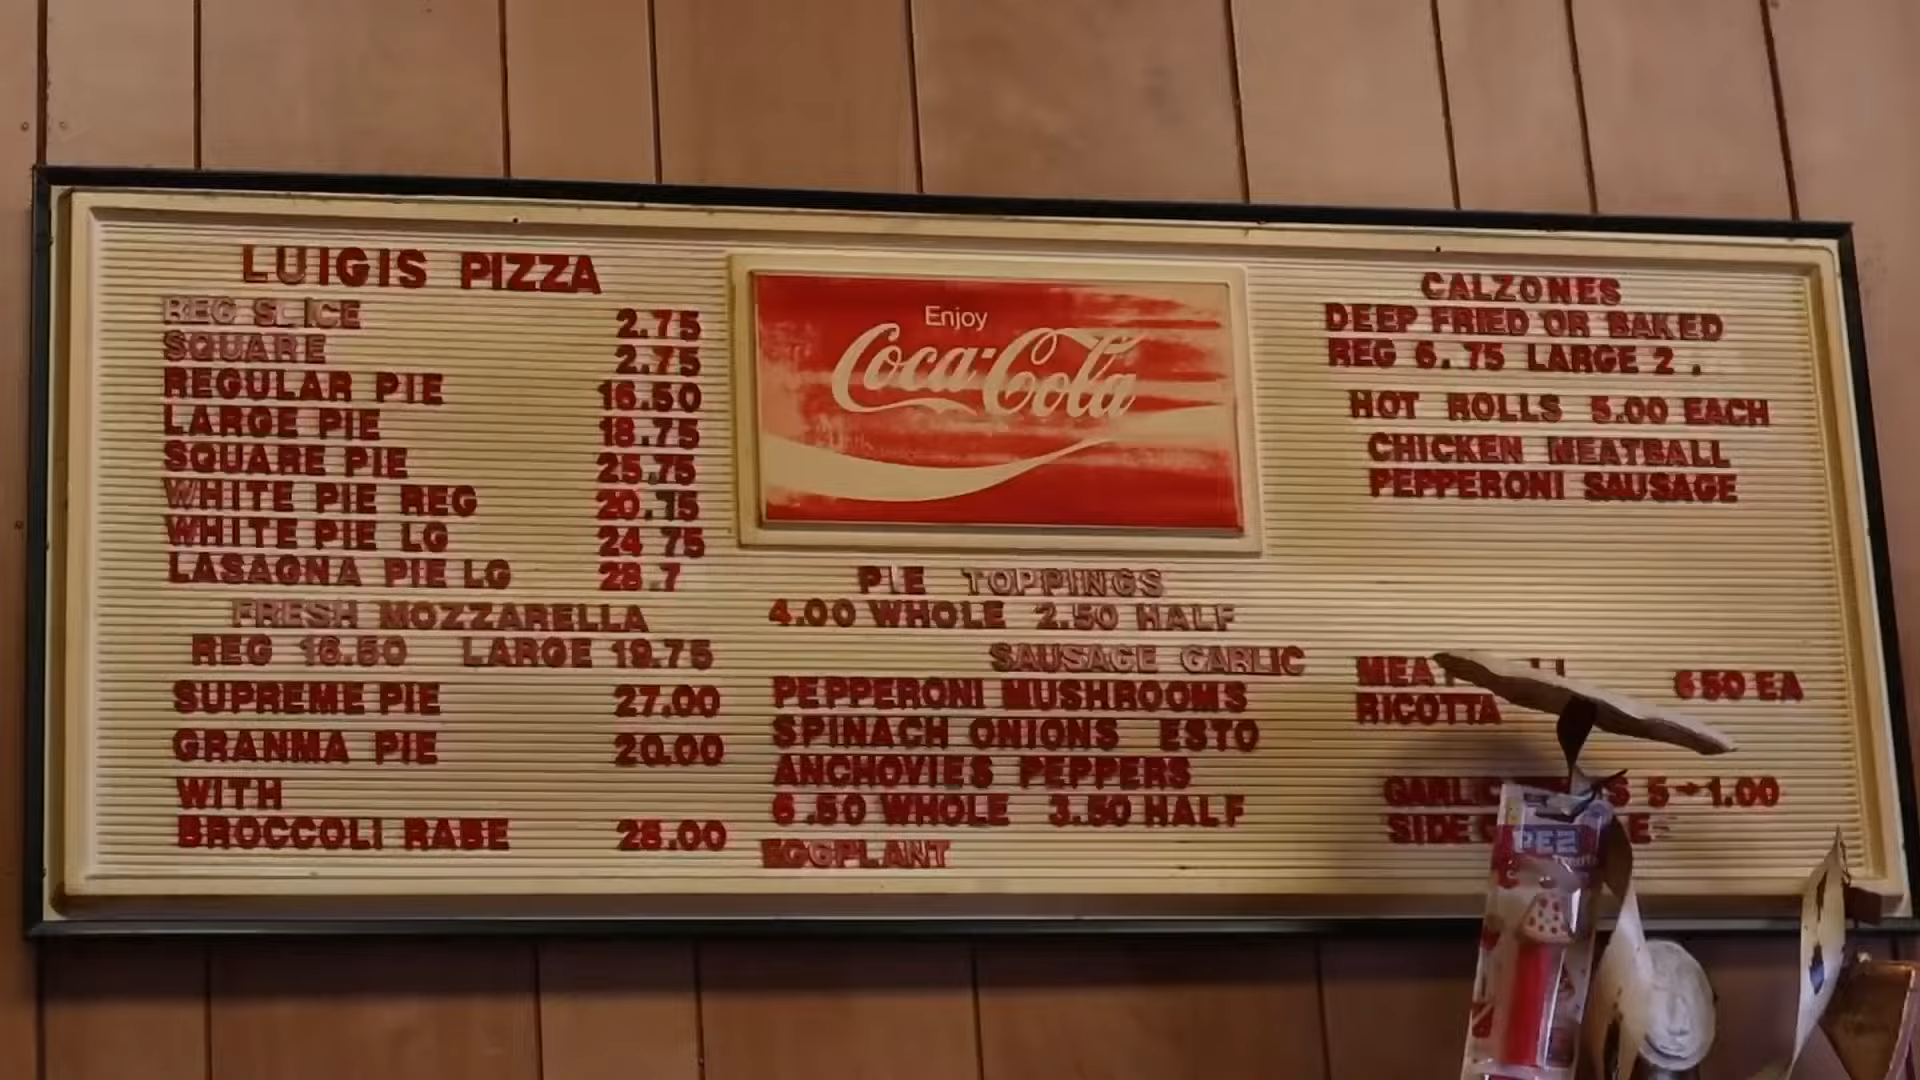 LUIGIS PIZZA
REG SLICE 2.75
SQUARE 2.75
REGULAR PIE 16.50
LARGE PIE 18.75
SQUARE PIE 25.75
WHITE PIE REG 20.75
WHITE PIE LG 24 75
LASAGNA PIE LG 28.7
FRESH MOZZARELLA
REG 16.50 LARGE 19.75
SUPREME PIE 27.00
GRANMA PIE 20.00
WITH
BROCCOLI RABE 28.00
Enjoy
Coca-Cola
PIE TOPPINGS
4.00 WHOLE 2.50 HALF
SAUSAGE GARLIC
PEPPERONI MUSHROOMS
SPINACH ONIONS ESTO
ANCHOVIES PEPPERS
6.50 WHOLE 3.50 HALF
EGGPLANT
CALZONES
DEEP FRIED OR BAKED
REG 6.75 LARGE 2 .
HOT ROLLS 5.00 EACH
CHICKEN MEATBALL
PEPPERONI SAUSAGE
6 50 EA
RICOTTA
GARLIC 5 1.00
SIDE
PEZ